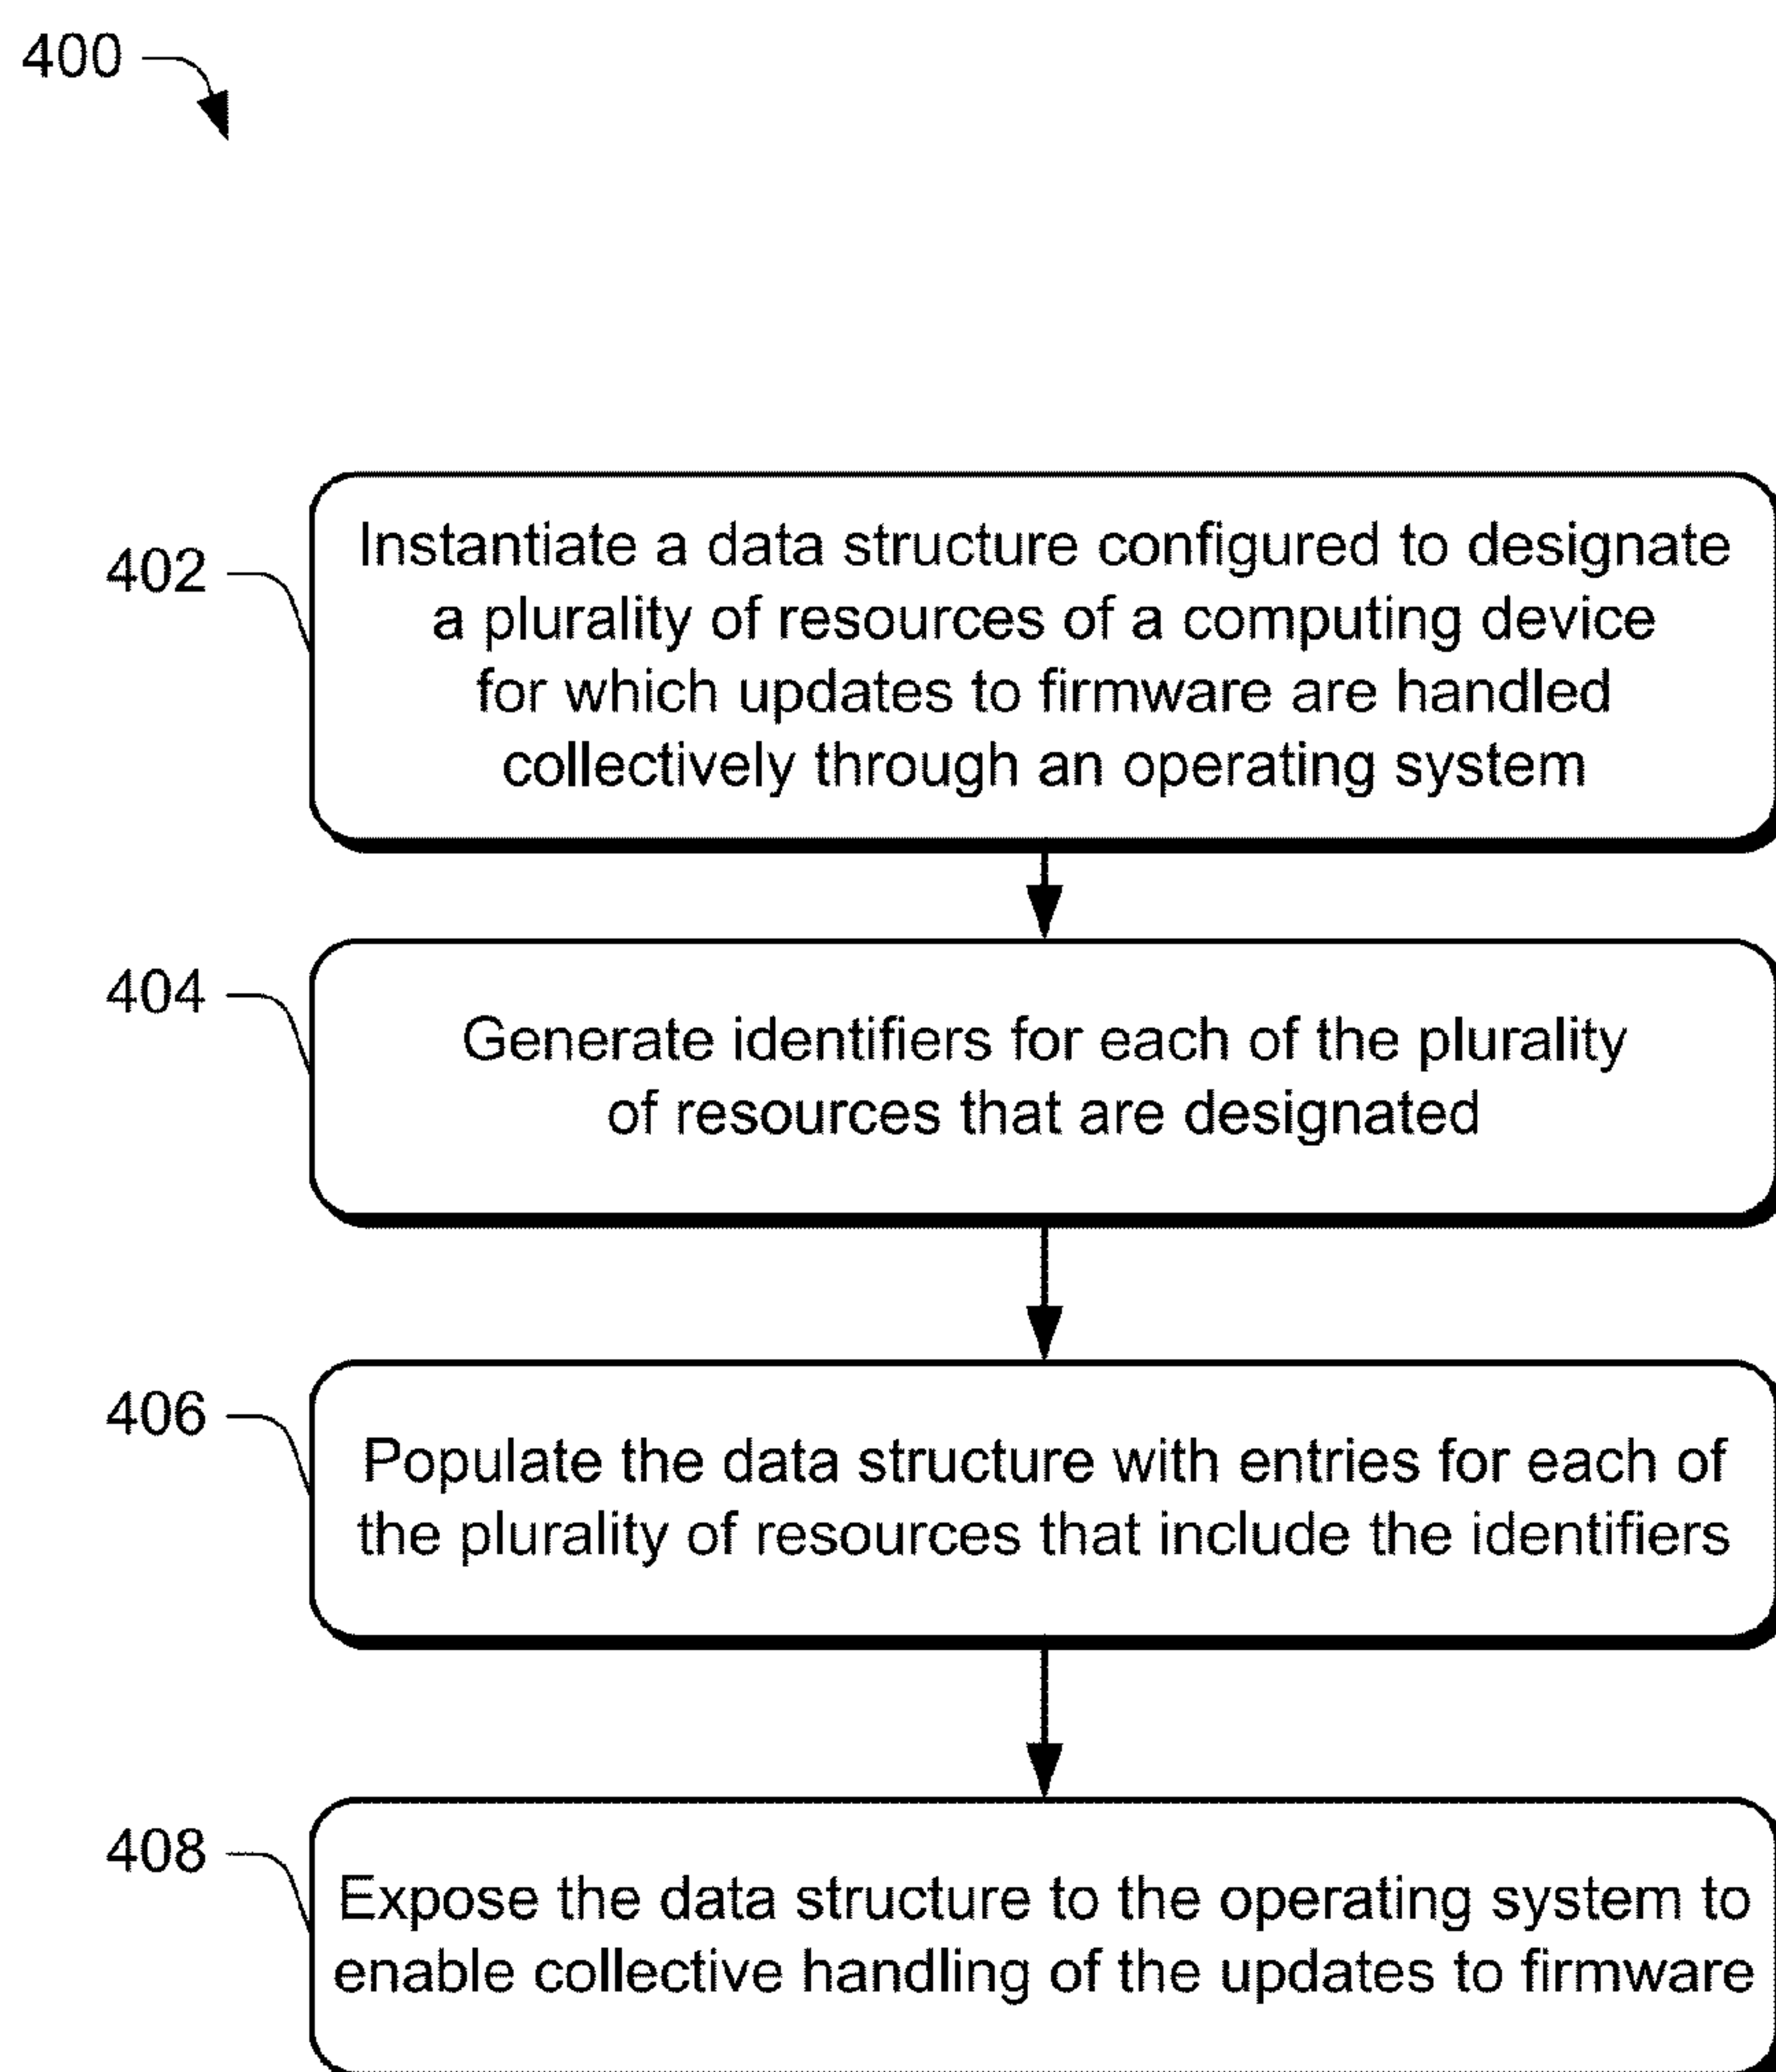 400
402
Instantiate a data structure configured to designate
a plurality of resources of a computing device
for which updates to firmware are handled
collectively through an operating system
404
Generate identifiers for each of the plurality
of resources that are designated
406
Populate the data structure with entries for each of
the plurality of resources that include the identifiers
408
Expose the data structure to the operating system to
enable collective handling of the updates to firmware